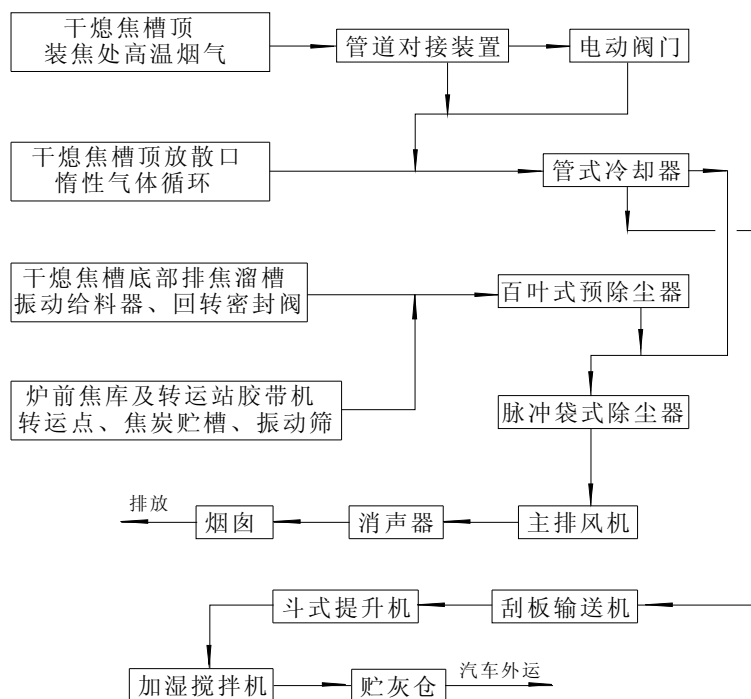 干熄焦槽顶
装焦处高温烟气
管道对接装置
电动阀门
干熄焦槽顶放散口
惰性气体循环
管式冷却器
干熄焦槽底部排焦溜槽
振动给料器、回转密封阀
百叶式预除尘器
炉前焦库及转运站胶带机
转运点、焦炭贮槽、振动筛
脉冲袋式除尘器
排放
烟囱
消声器
主排风机
斗式提升机
刮板输送机
加湿搅拌机
贮灰仓
汽车外运